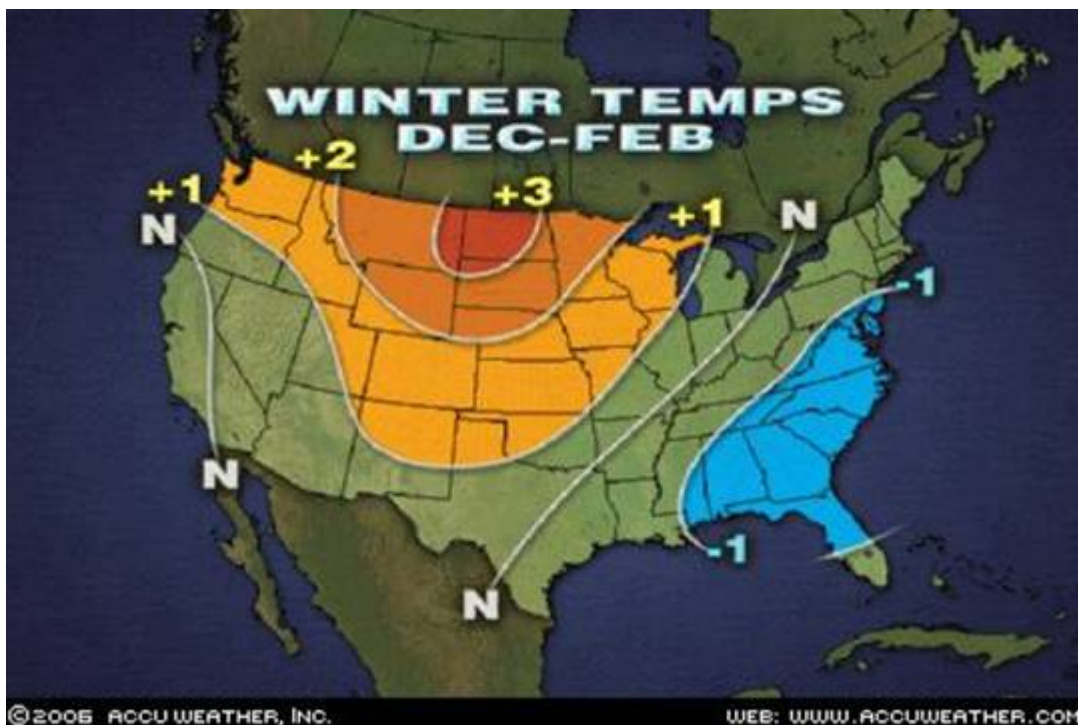 WINTER TEMPS
DEC-FEB
+2
+1
+3
+1
N
N
-1
N
-1
N
©2006 ACCU WEATHER, INC.
WEB: WWW.ACCUWEATHER.COM